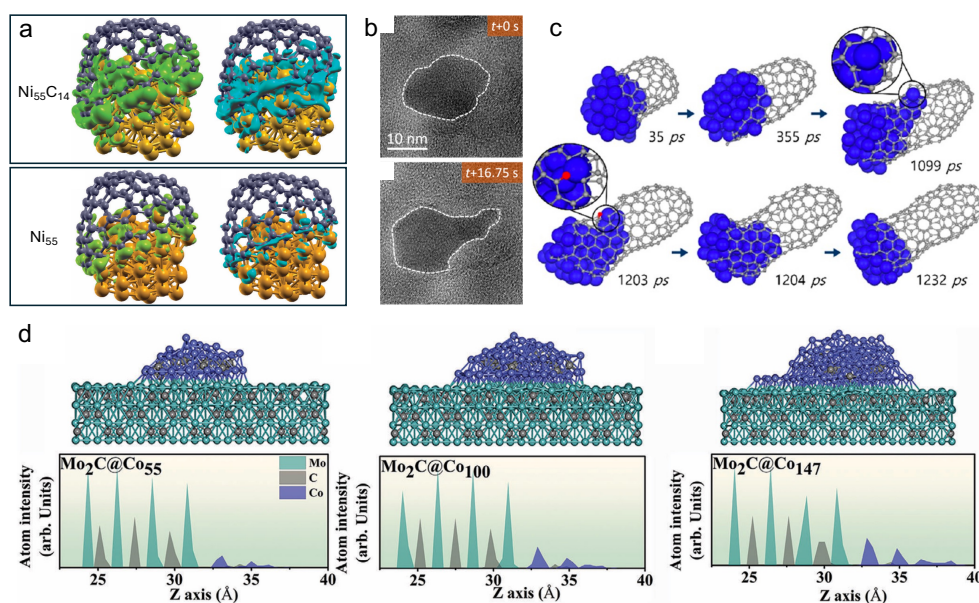 a
Ni₅₅C₁₄
Ni₅₅
b
t+0 s
10 nm
t+16.75 s
c
35 ps
355 ps
1099 ps
1203 ps
1204 ps
1232 ps
d
Mo₂C@Co₅₅
Mo
C
Co
Atom intensity
(arb. Units)
25
30
35
40
Z axis (Å)
Mo₂C@Co₁₀₀
Atom intensity
(arb. Units)
25
30
35
40
Z axis (Å)
Mo₂C@Co₁₄₇
Atom intensity
(arb. Units)
25
30
35
40
Z axis (Å)